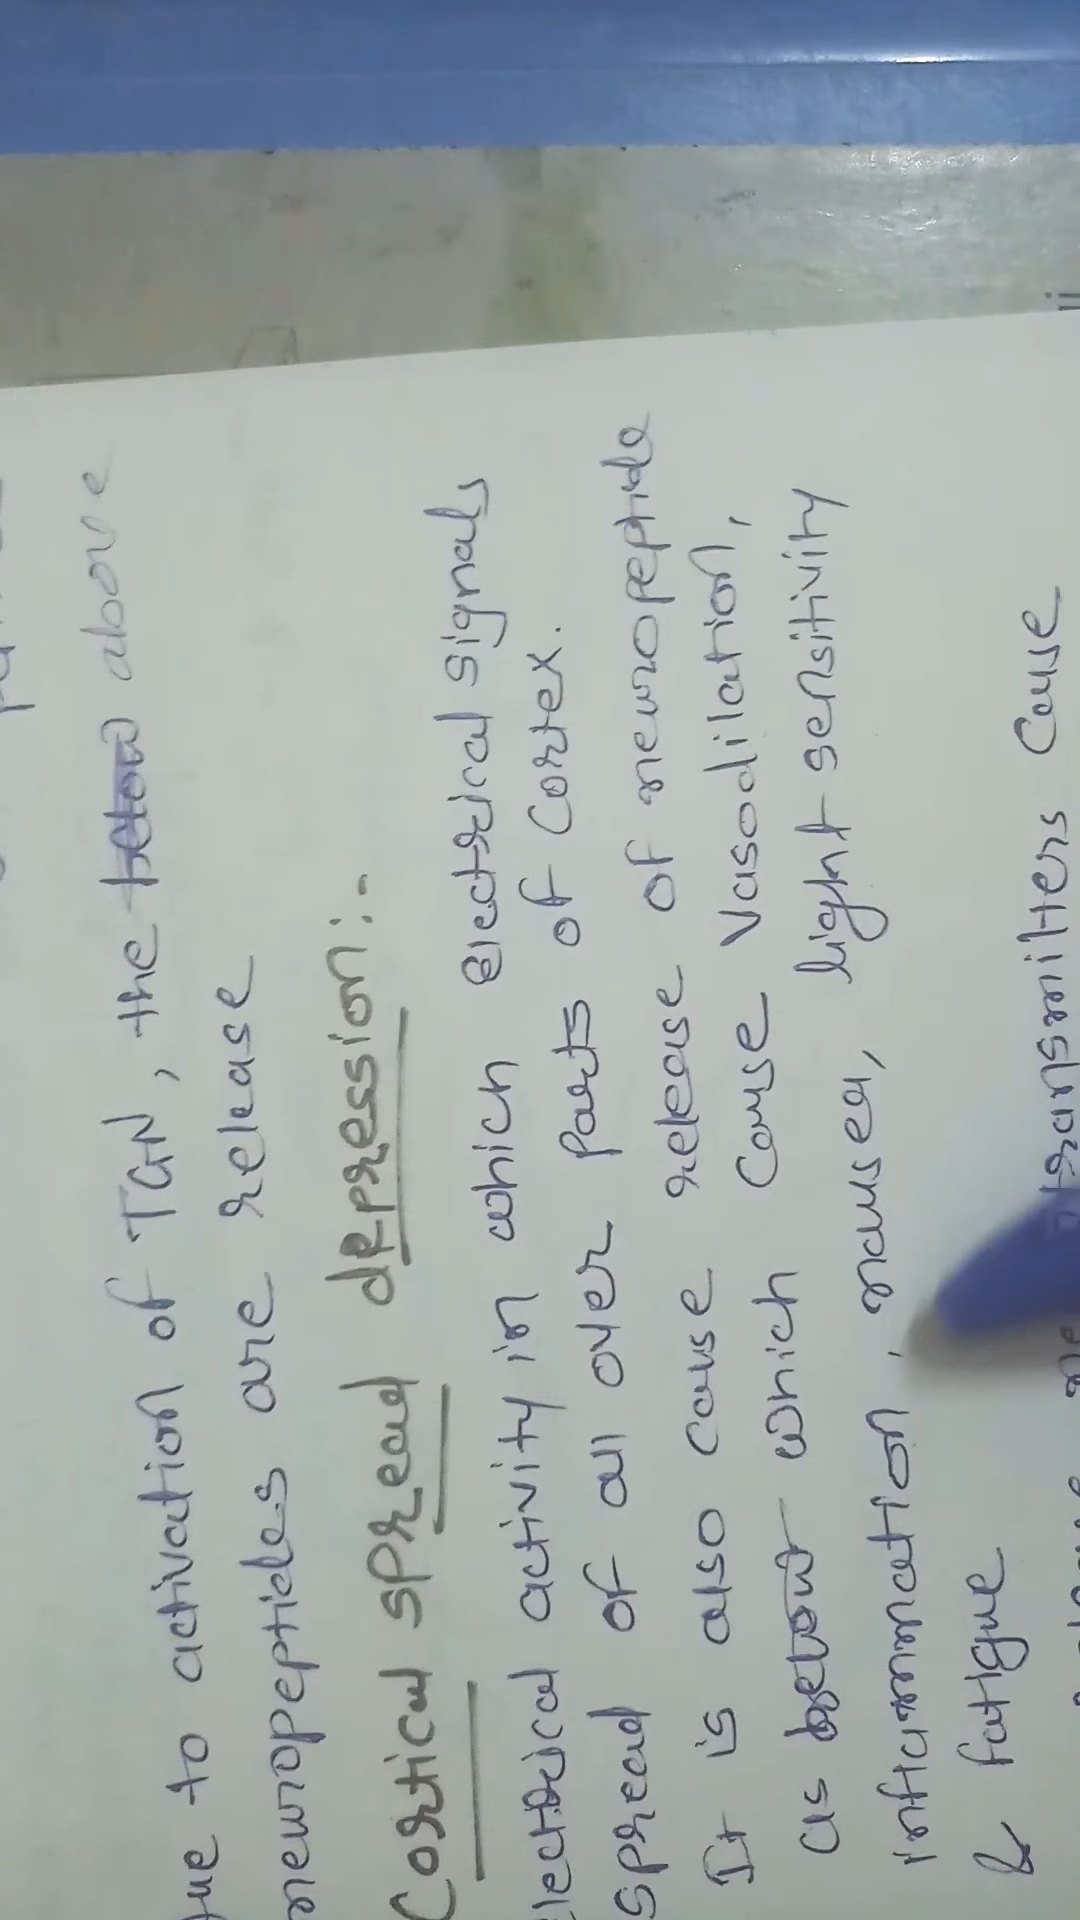 Due to activation of TGN, the below above
neuropeptides are release
Cortical spread depression:-
Electrical activity in which electrical signals
spread of all over parts of cortex.
It is also cause release of neuropeptide
as below which cause vasodilation,
inflammation, nausea, light sensitivity
& fatigue
transmitters cause